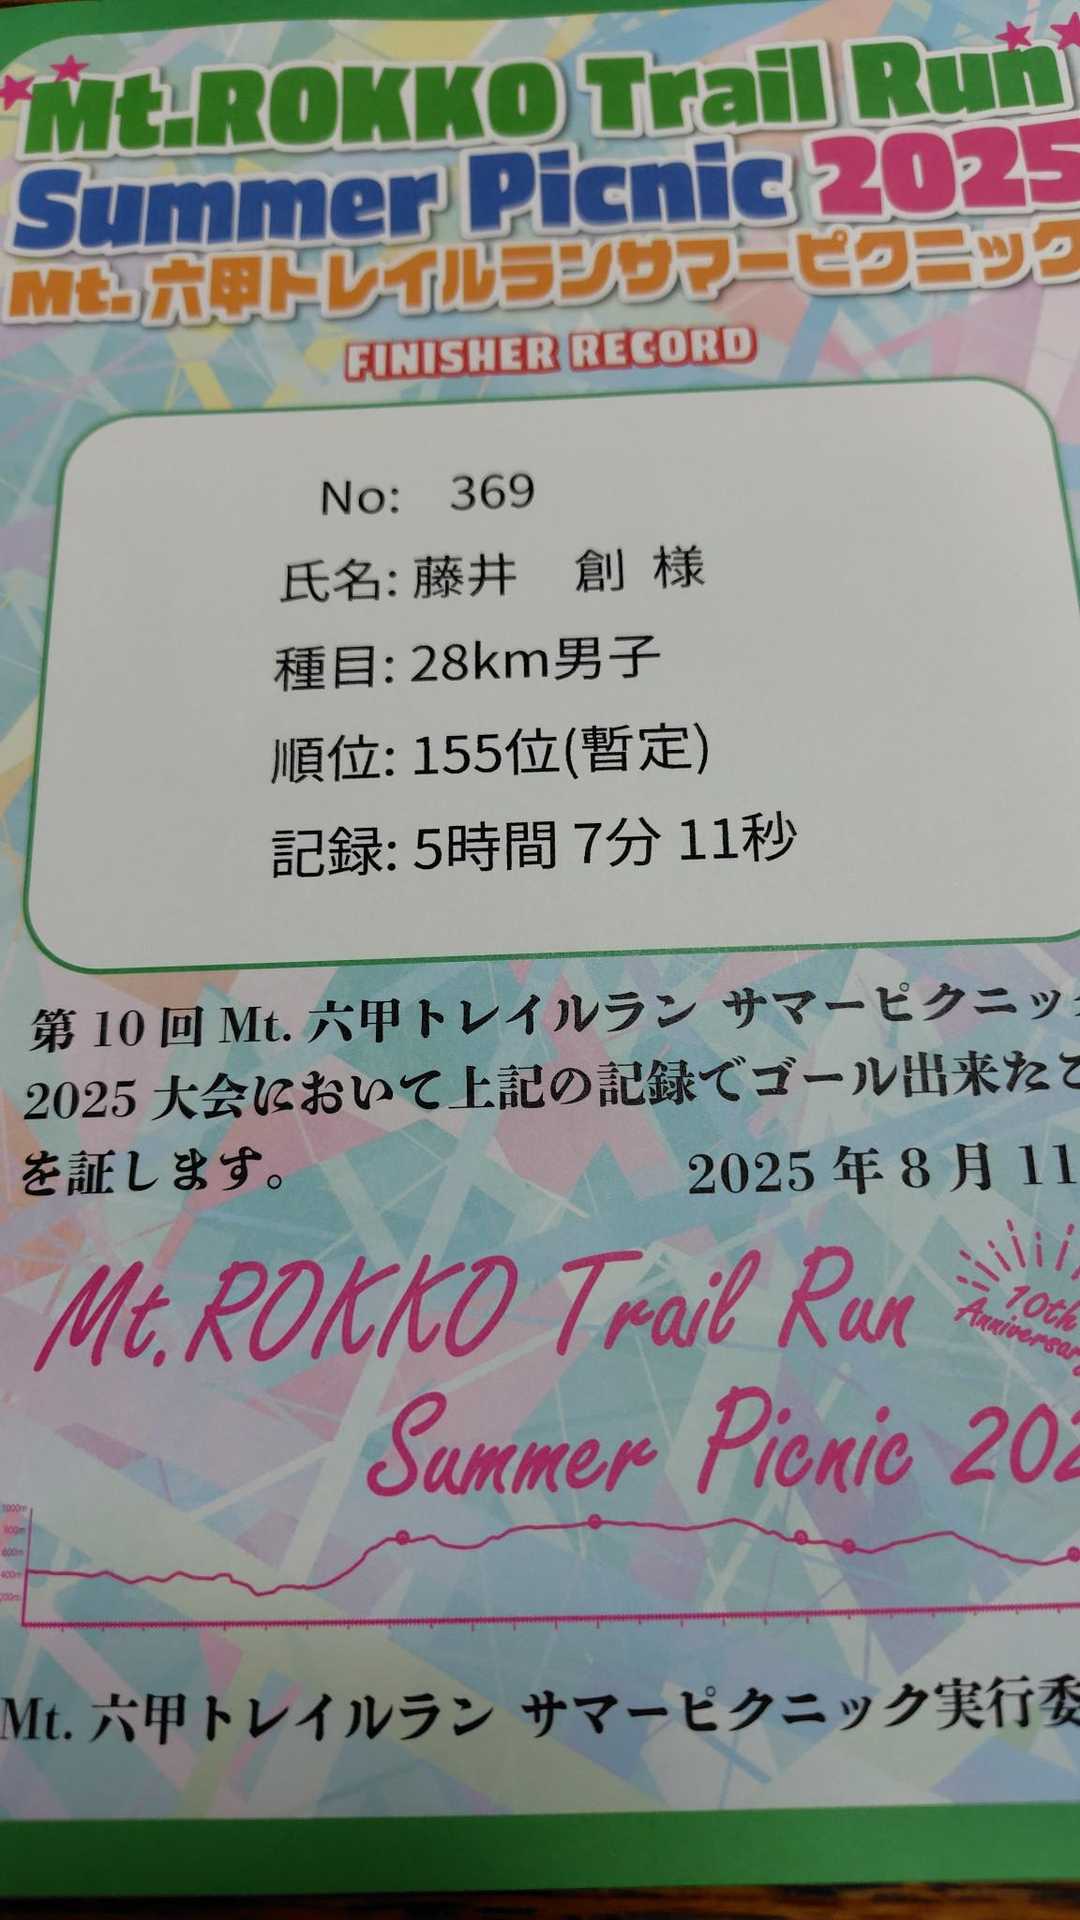 Mt.ROKKO Trail Run
Summer Picnic 2025
Mt. 六甲トレイルランサマーピクニック
FINISHER RECORD
No: 369
氏名: 藤井 創 様
種目: 28km男子
順位: 155位(暫定)
記録: 5時間 7分 11秒
第 10 回 Mt. 六甲トレイルラン サマーピクニッ
2025 大会において上記の記録でゴール出来たこ
を証します。
2025 年 8 月 11
Mt.ROKKO Trail Run
10th
Anniversary
Summer Picnic 202
1000m
800m
600m
400m
200m
Mt. 六甲トレイルラン サマーピクニック実行委